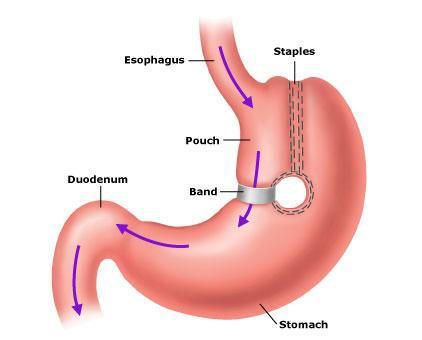 Staples
Esophagus
Pouch
Duodenum
Band
Stomach